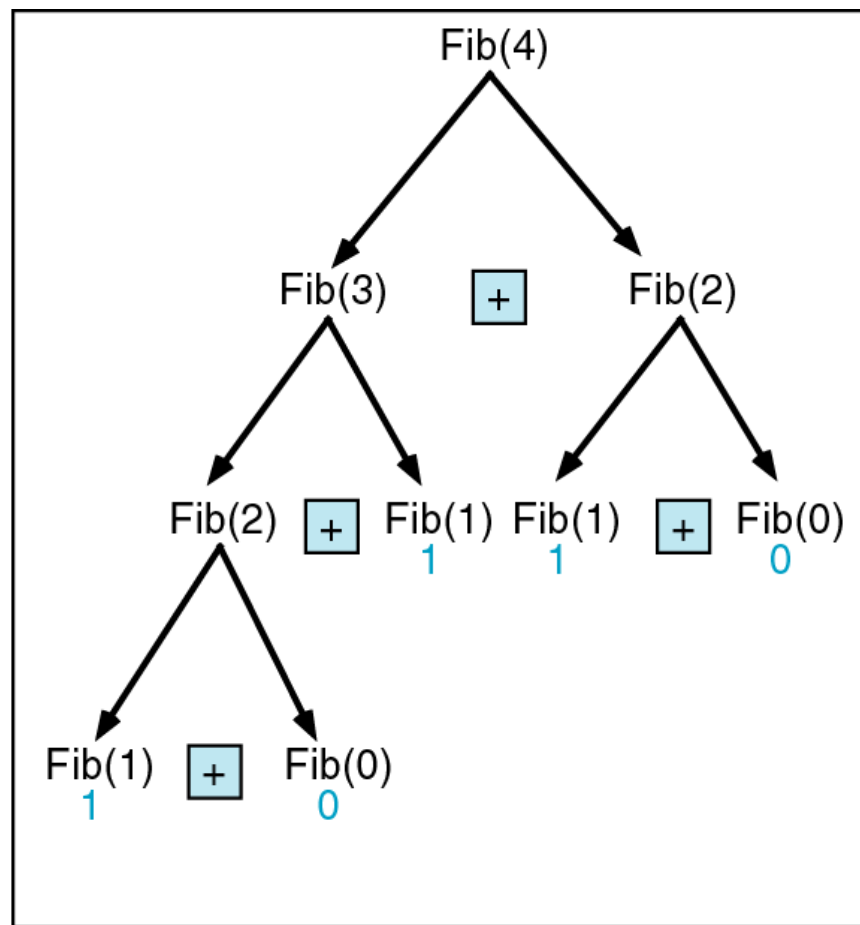 Fib(4)
Fib(3) + Fib(2)
Fib(2) + Fib(1) Fib(1) + Fib(0)
1 1 0
Fib(1) + Fib(0)
1 0